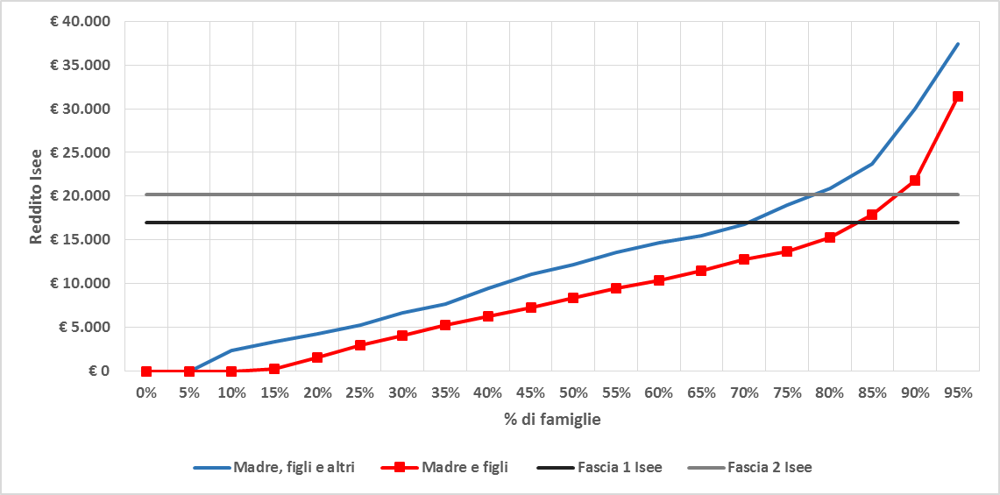 € 40.000
€ 35.000
€ 30.000
€ 25.000
€ 20.000
€ 15.000
€ 10.000
€ 5.000
€ 0
Reddito Isee
0% 5% 10% 15% 20% 25% 30% 35% 40% 45% 50% 55% 60% 65% 70% 75% 80% 85% 90% 95%
% di famiglie
Madre, figli e altri Madre e figli Fascia 1 Isee Fascia 2 Isee